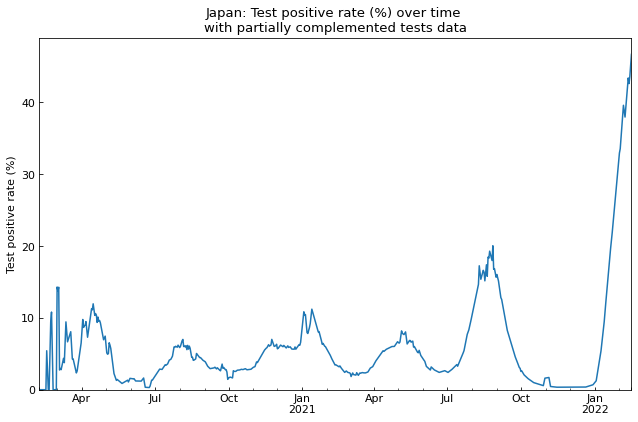 Japan: Test positive rate (%) over time
with partially complemented tests data
Test positive rate (%)
40
30
20
10
0
Apr
Jul
Oct
Jan
2021
Apr
Jul
Oct
Jan
2022